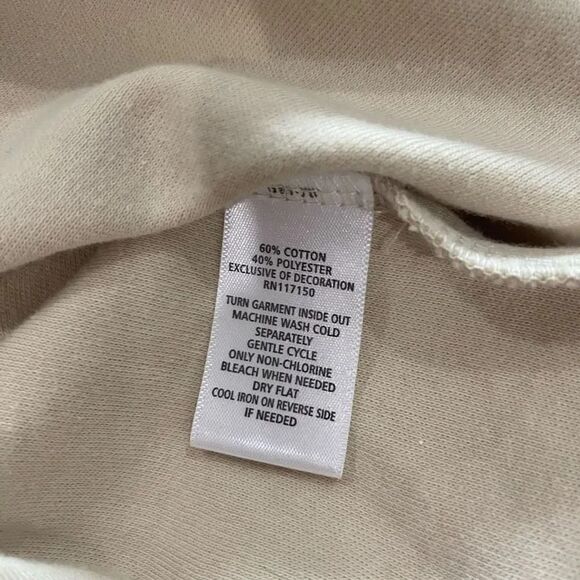 60% COTTON
40% POLYESTER
EXCLUSIVE OF DECORATION
RN117150
TURN GARMENT INSIDE OUT
MACHINE WASH COLD
SEPARATELY
GENTLE CYCLE
ONLY NON-CHLORINE
BLEACH WHEN NEEDED
DRY FLAT
COOL IRON ON REVERSE SIDE
IF NEEDED